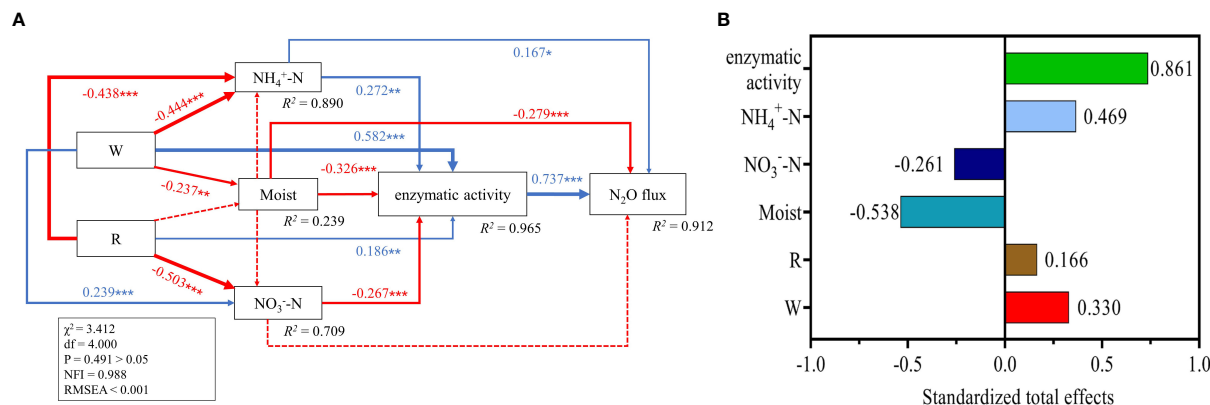 A
NH₄⁺-N
R² = 0.890
0.167*
-0.438***
-0.444***
0.272**
-0.279***
W
0.582***
-0.237**
Moist
R² = 0.239
-0.326***
enzymatic activity
R² = 0.965
0.737***
N₂O flux
R² = 0.912
R
0.186**
-0.503***
0.239***
NO₃⁻-N
R² = 0.709
-0.267***
χ² = 3.412
df = 4.000
P = 0.491 > 0.05
NFI = 0.988
RMSEA < 0.001
B
enzymatic
activity
0.861
NH₄⁺-N
0.469
NO₃⁻-N
-0.261
Moist
-0.538
R
0.166
W
0.330
-1.0 -0.5 0.0 0.5 1.0
Standardized total effects